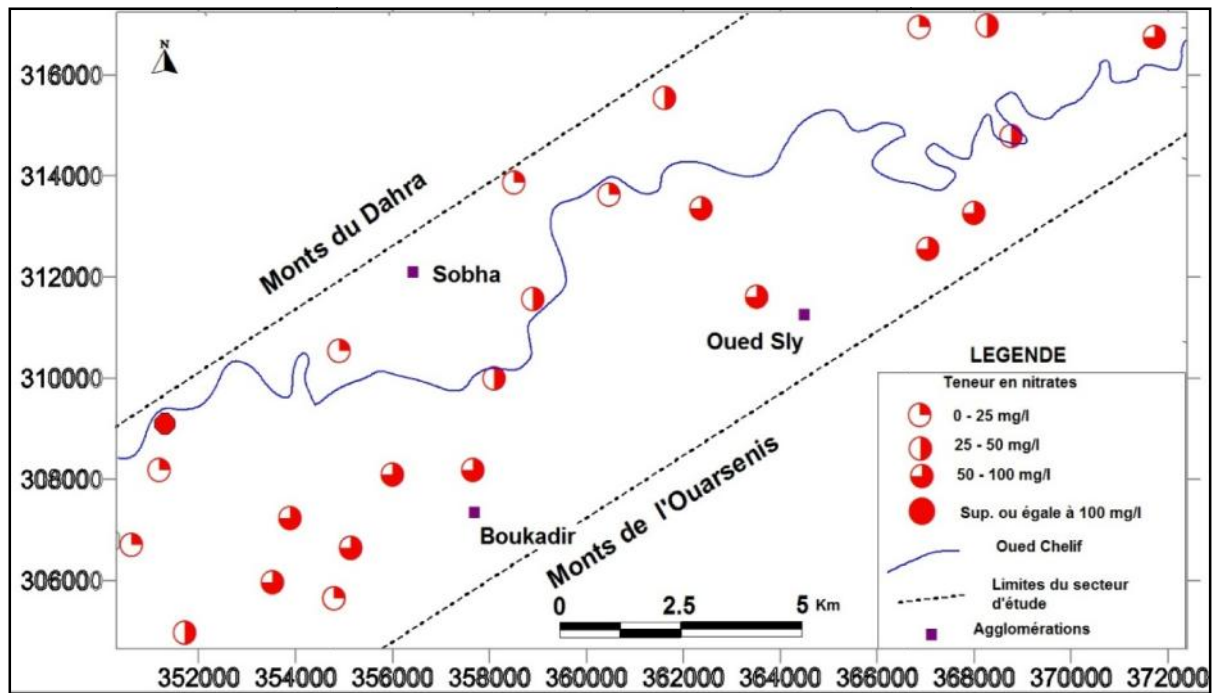 N
316000
314000
312000
310000
308000
306000
Monts du Dahra
Sobha
Oued Sly
Boukadir
Monts de l'Ouarsenis
LEGENDE
Teneur en nitrates
0 - 25 mg/l
25 - 50 mg/l
50 - 100 mg/l
Sup. ou égale à 100 mg/l
Oued Chelif
Limites du secteur
d'étude
Agglomérations
0 2.5 5 Km
352000 354000 356000 358000 360000 362000 364000 366000 368000 370000 372000